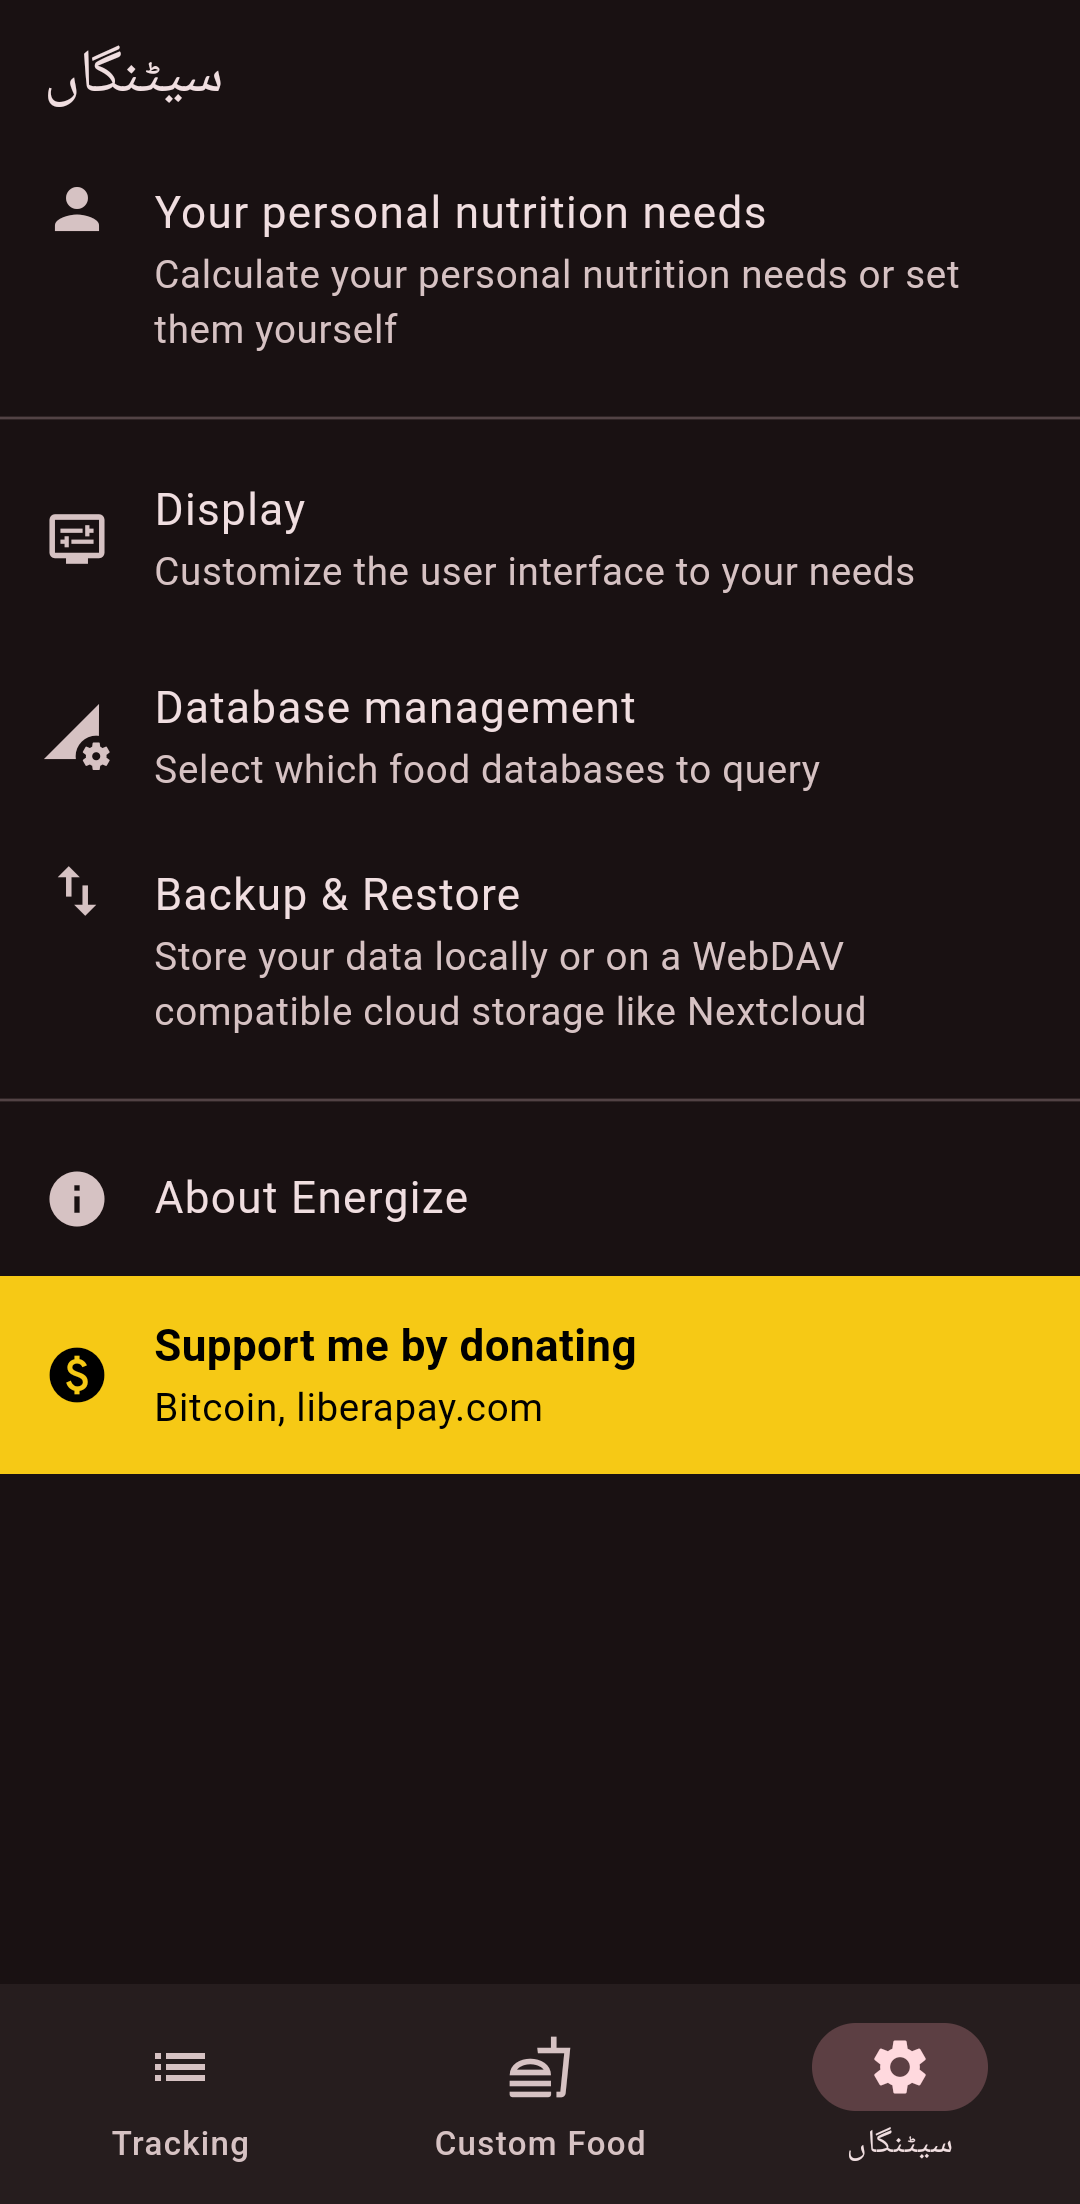 سیٹنگاں
Your personal nutrition needs
Calculate your personal nutrition needs or set
them yourself
Display
Customize the user interface to your needs
Database management
Select which food databases to query
Backup & Restore
Store your data locally or on a WebDAV
compatible cloud storage like Nextcloud
About Energize
Support me by donating
Bitcoin, liberapay.com
Tracking
Custom Food
سیٹنگاں